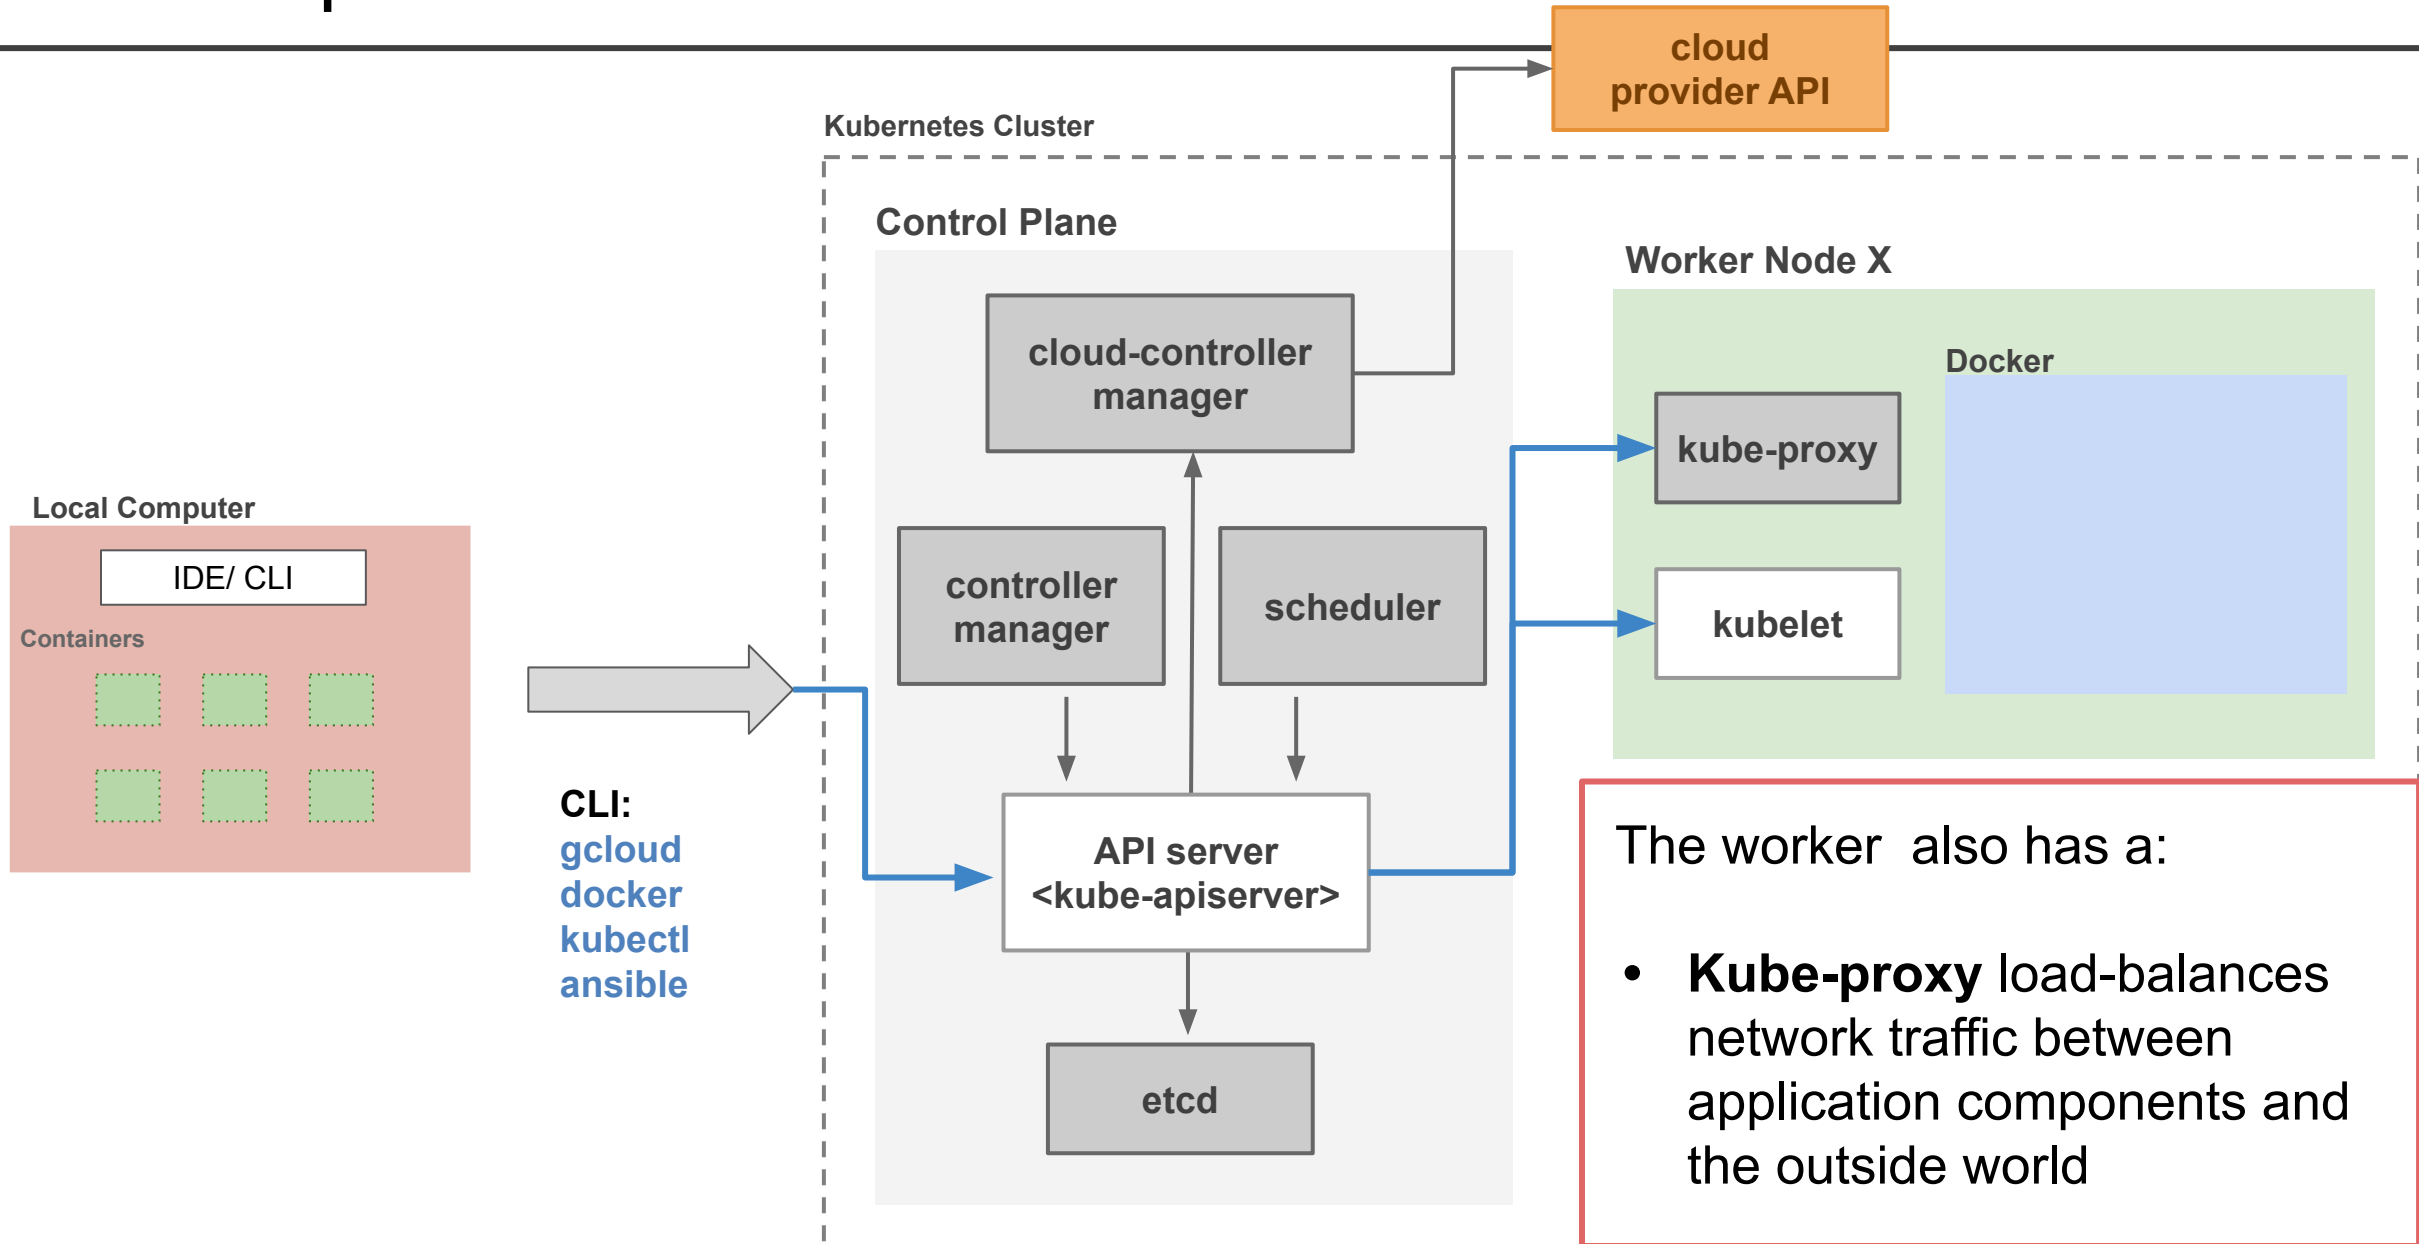 cloud
provider API
Kubernetes Cluster
Control Plane
Worker Node X
cloud-controller
manager
Docker
kube-proxy
Local Computer
IDE/ CLI
controller
manager
scheduler
kubelet
Containers
CLI:
gcloud
docker
kubectl
ansible
API server
<kube-apiserver>
etcd
The worker  also has a:
• Kube-proxy load-balances
network traffic between
application components and
the outside world